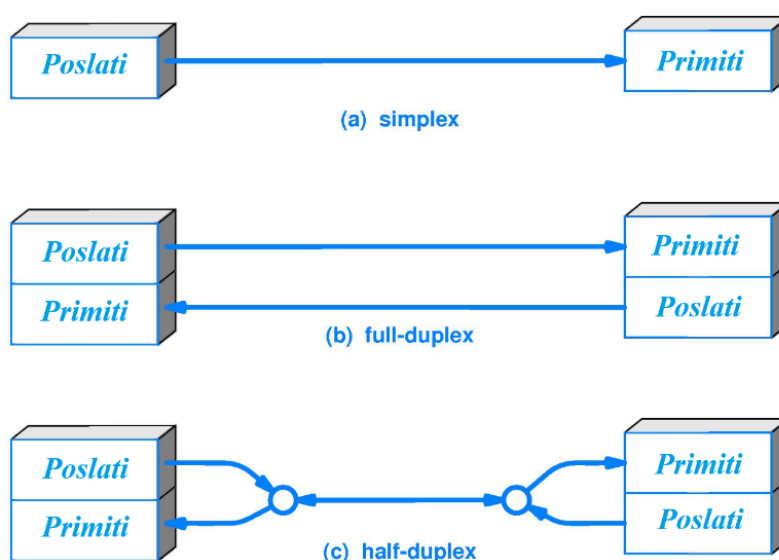 Poslati Primiti
(a) simplex
Poslati Primiti
Primiti Poslati
(b) full-duplex
Poslati Primiti
Primiti Poslati
(c) half-duplex